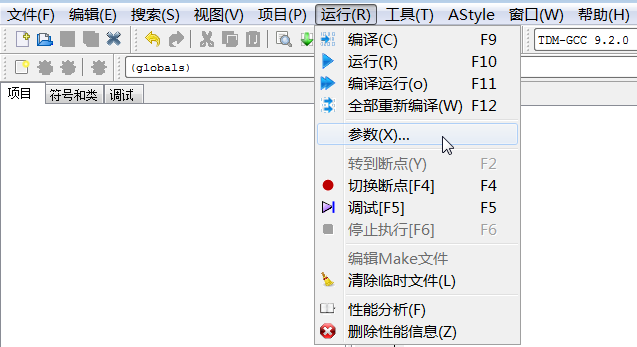 文件(F) 编辑(E) 搜索(S) 视图(V) 项目(P) 运行(R) 工具(T) AStyle 窗口(W) 帮助(H)
TDM-GCC 9.2.0
(globals)
项目 符号和类 调试
编译(C) F9
运行(R) F10
编译运行(o) F11
全部重新编译(W) F12
参数(X)...
转到断点(Y) F2
切换断点[F4] F4
调试[F5] F5
停止执行[F6] F6
编辑Make文件
清除临时文件(L)
性能分析(F)
删除性能信息(Z)